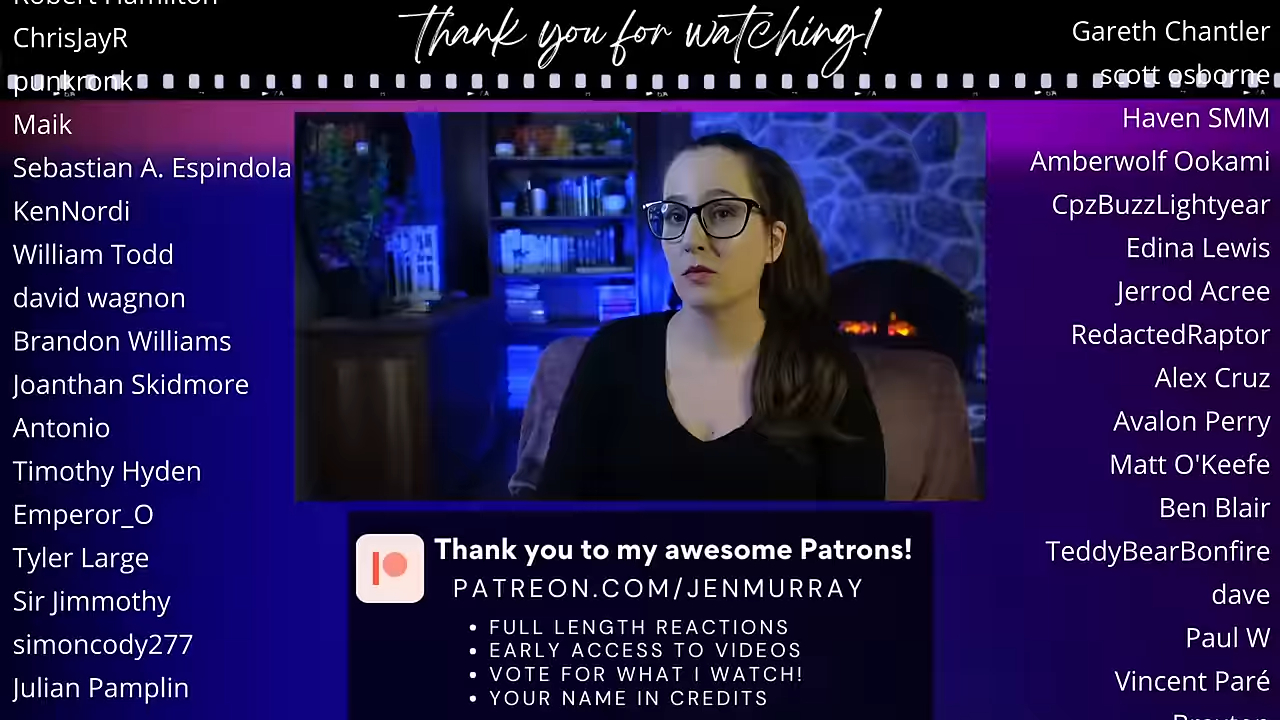 Robert Hamilton
ChrisJayR
punkronk
Maik
Sebastian A. Espindola
KenNordi
William Todd
david wagnon
Brandon Williams
Joanthan Skidmore
Antonio
Timothy Hyden
Emperor_O
Tyler Large
Sir Jimmothy
simoncody277
Julian Pamplin
Thank you for watching!
Thank you to my awesome Patrons!
PATREON.COM/JENMURRAY
• FULL LENGTH REACTIONS
• EARLY ACCESS TO VIDEOS
• VOTE FOR WHAT I WATCH!
• YOUR NAME IN CREDITS
Gareth Chantler
scott osborne
Haven SMM
Amberwolf Ookami
CpzBuzzLightyear
Edina Lewis
Jerrod Acree
RedactedRaptor
Alex Cruz
Avalon Perry
Matt O'Keefe
Ben Blair
TeddyBearBonfire
dave
Paul W
Vincent Paré